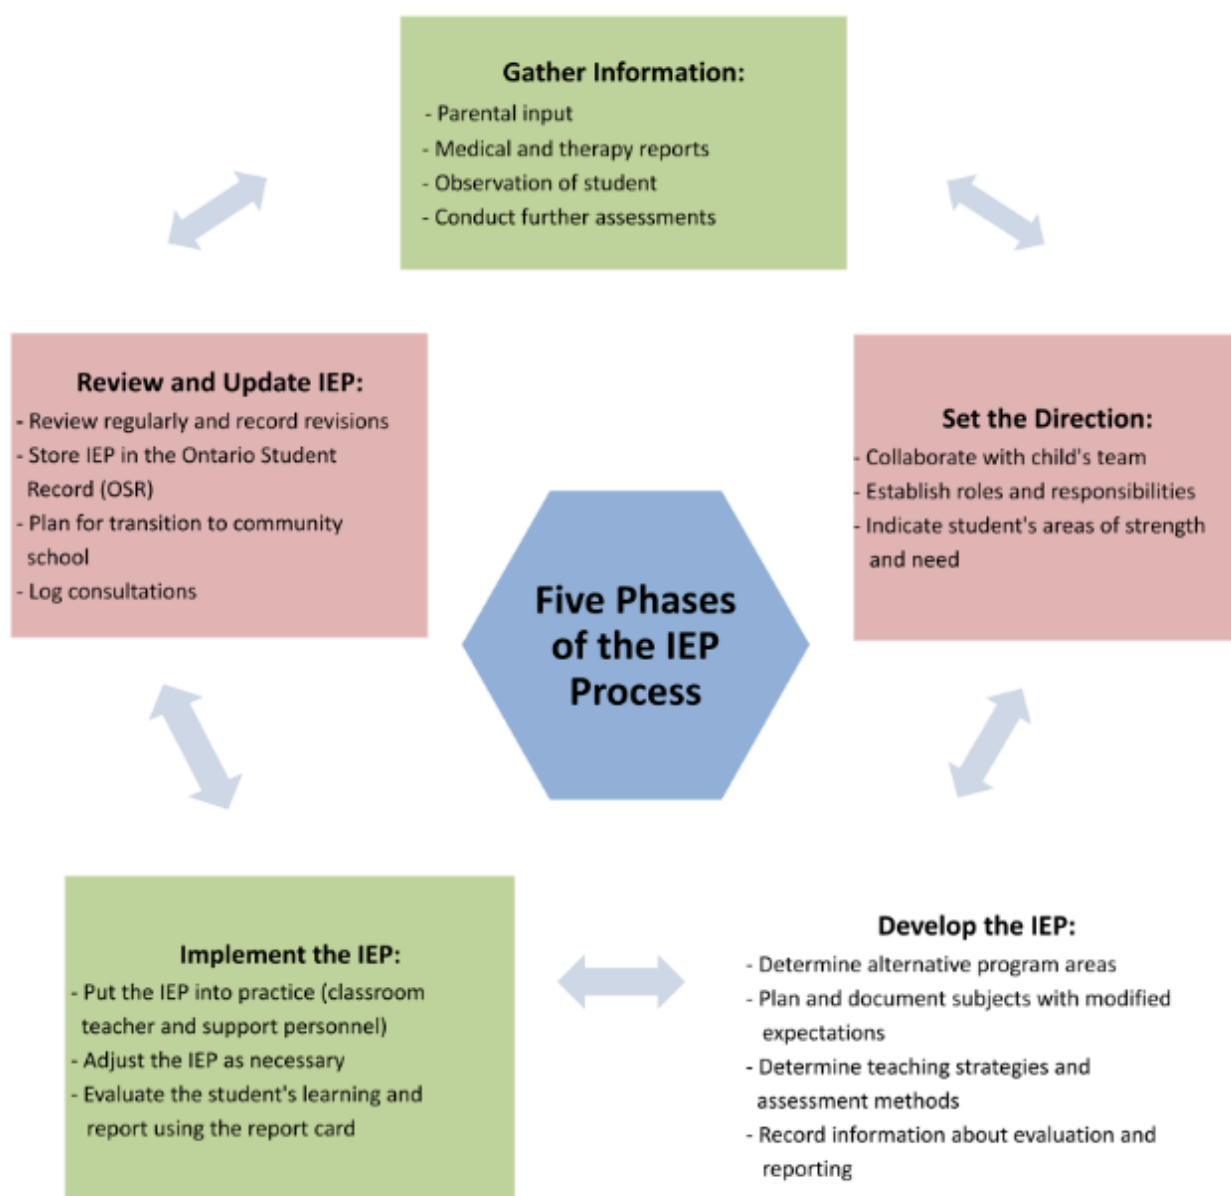 Gather Information:
- Parental input
- Medical and therapy reports
- Observation of student
- Conduct further assessments
Set the Direction:
- Collaborate with child's team
- Establish roles and responsibilities
- Indicate student's areas of strength
and need
Develop the IEP:
- Determine alternative program areas
- Plan and document subjects with modified
expectations
- Determine teaching strategies and
assessment methods
- Record information about evaluation and
reporting
Implement the IEP:
- Put the IEP into practice (classroom
teacher and support personnel)
- Adjust the IEP as necessary
- Evaluate the student's learning and
report using the report card
Review and Update IEP:
- Review regularly and record revisions
- Store IEP in the Ontario Student
Record (OSR)
- Plan for transition to community
school
- Log consultations
Five Phases
of the IEP
Process